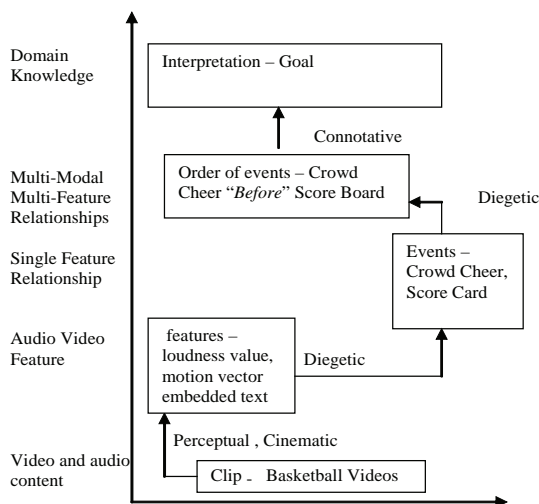 Domain
Knowledge
Interpretation – Goal
Connotative
Multi-Modal
Multi-Feature
Relationships
Order of events – Crowd
Cheer “Before” Score Board
Diegetic
Single Feature
Relationship
Events –
Crowd Cheer,
Score Card
Audio Video
Feature
features –
loudness value,
motion vector
embedded text
Diegetic
Perceptual , Cinematic
Video and audio
content
Clip - Basketball Videos